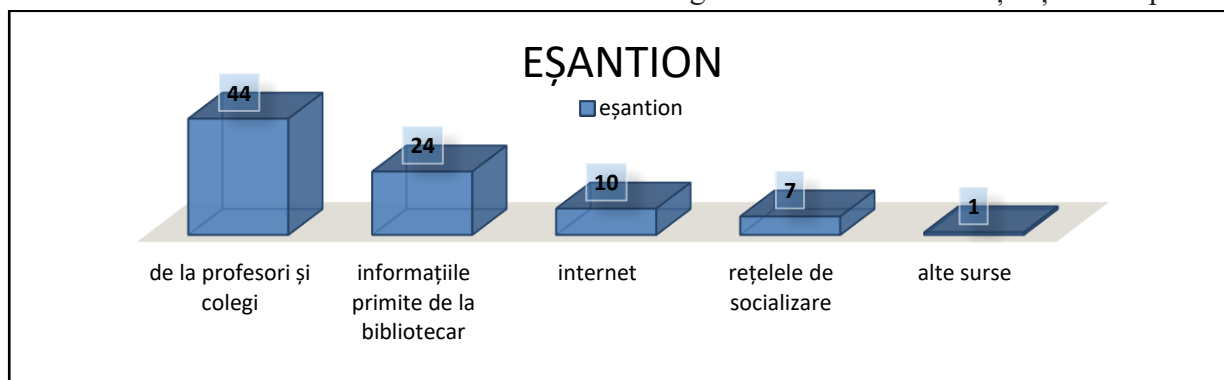 EȘANTION
eșantion
44
24
10
7
1
de la profesori și
colegi
informațiile
primite de la
bibliotecar
internet
rețelele de
socializare
alte surse